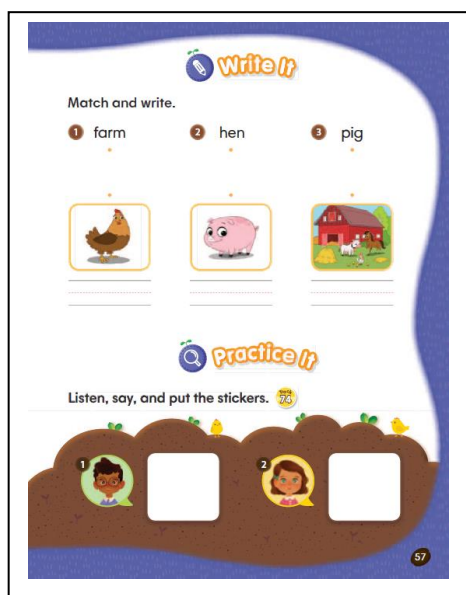 Write It
Match and write.
1 farm 2 hen 3 pig
Practice It
Listen, say, and put the stickers. TRACK 74
1 2
57